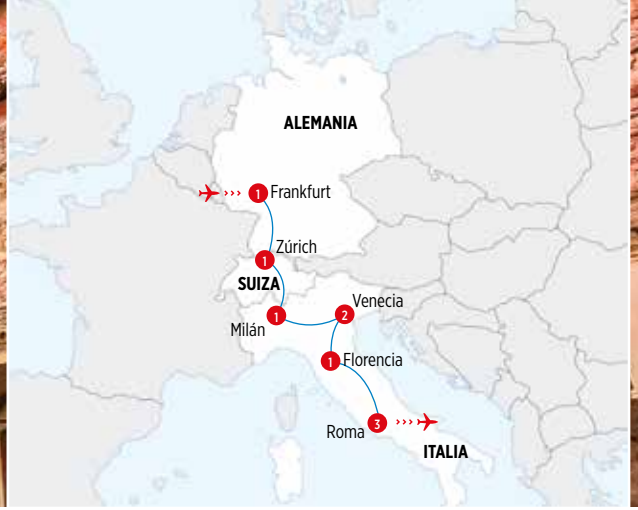 ALEMANIA
››› 1 Frankfurt
Zúrich
1
SUIZA
Venecia
1
2
Milán
1 Florencia
3 ›››
Roma
ITALIA